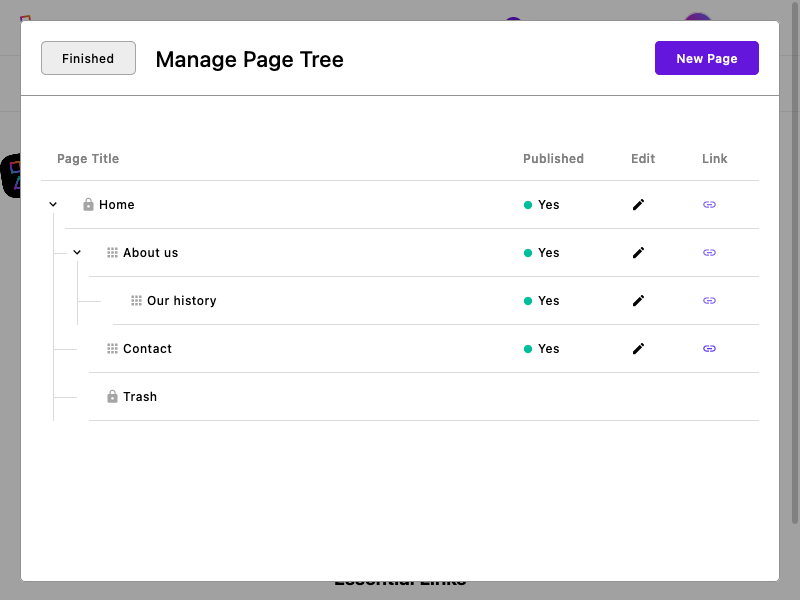 Finished
Manage Page Tree
New Page
Page Title Published Edit Link
Home Yes
About us Yes
Our history Yes
Contact Yes
Trash
Essential Links